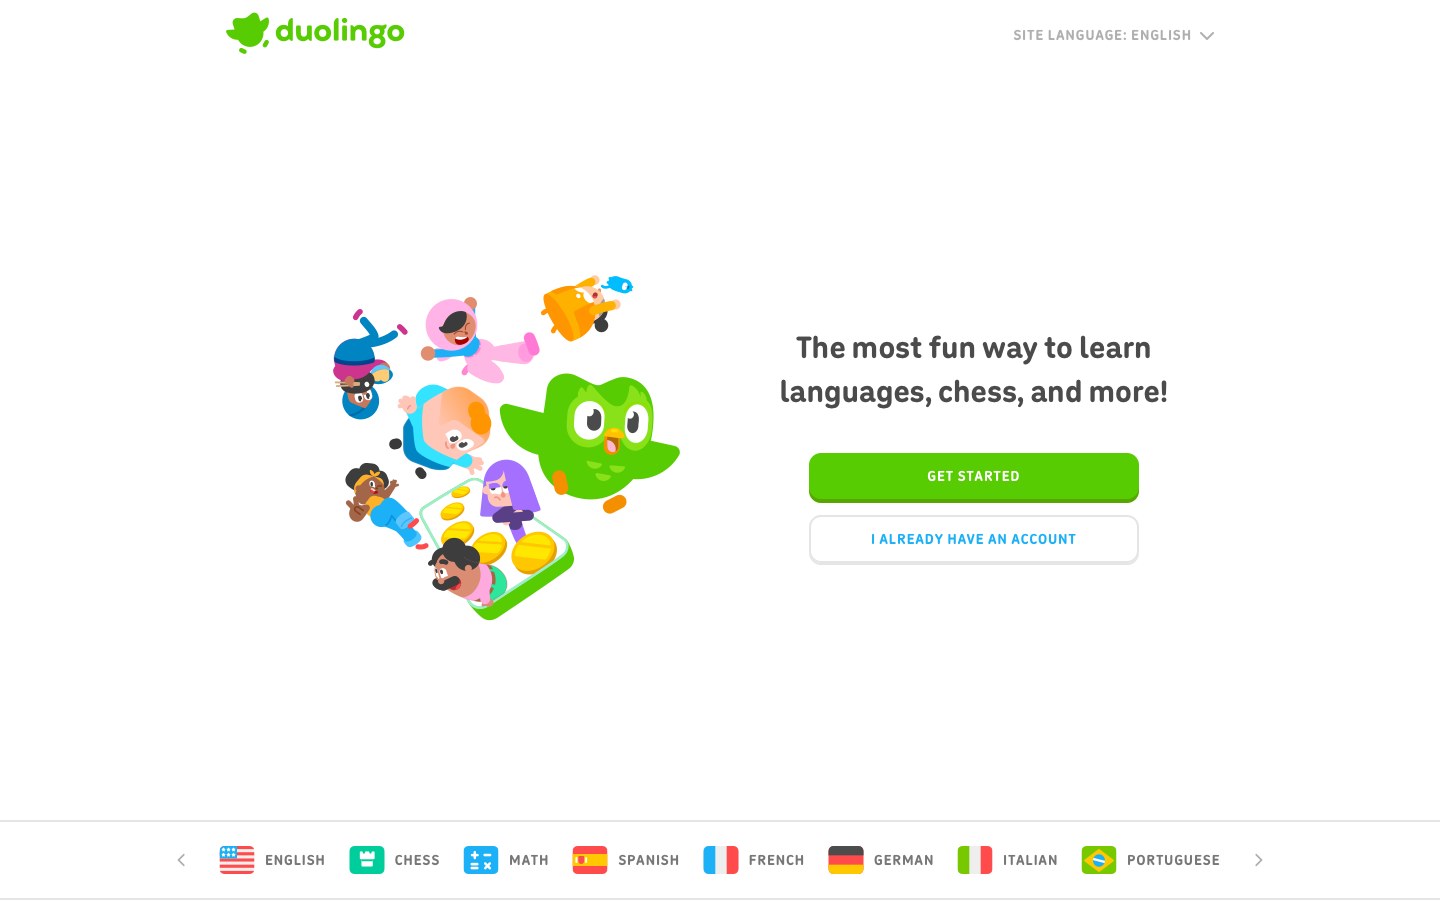 duolingo
SITE LANGUAGE: ENGLISH
The most fun way to learn
languages, chess, and more!
GET STARTED
I ALREADY HAVE AN ACCOUNT
ENGLISH CHESS MATH SPANISH FRENCH GERMAN ITALIAN PORTUGUESE